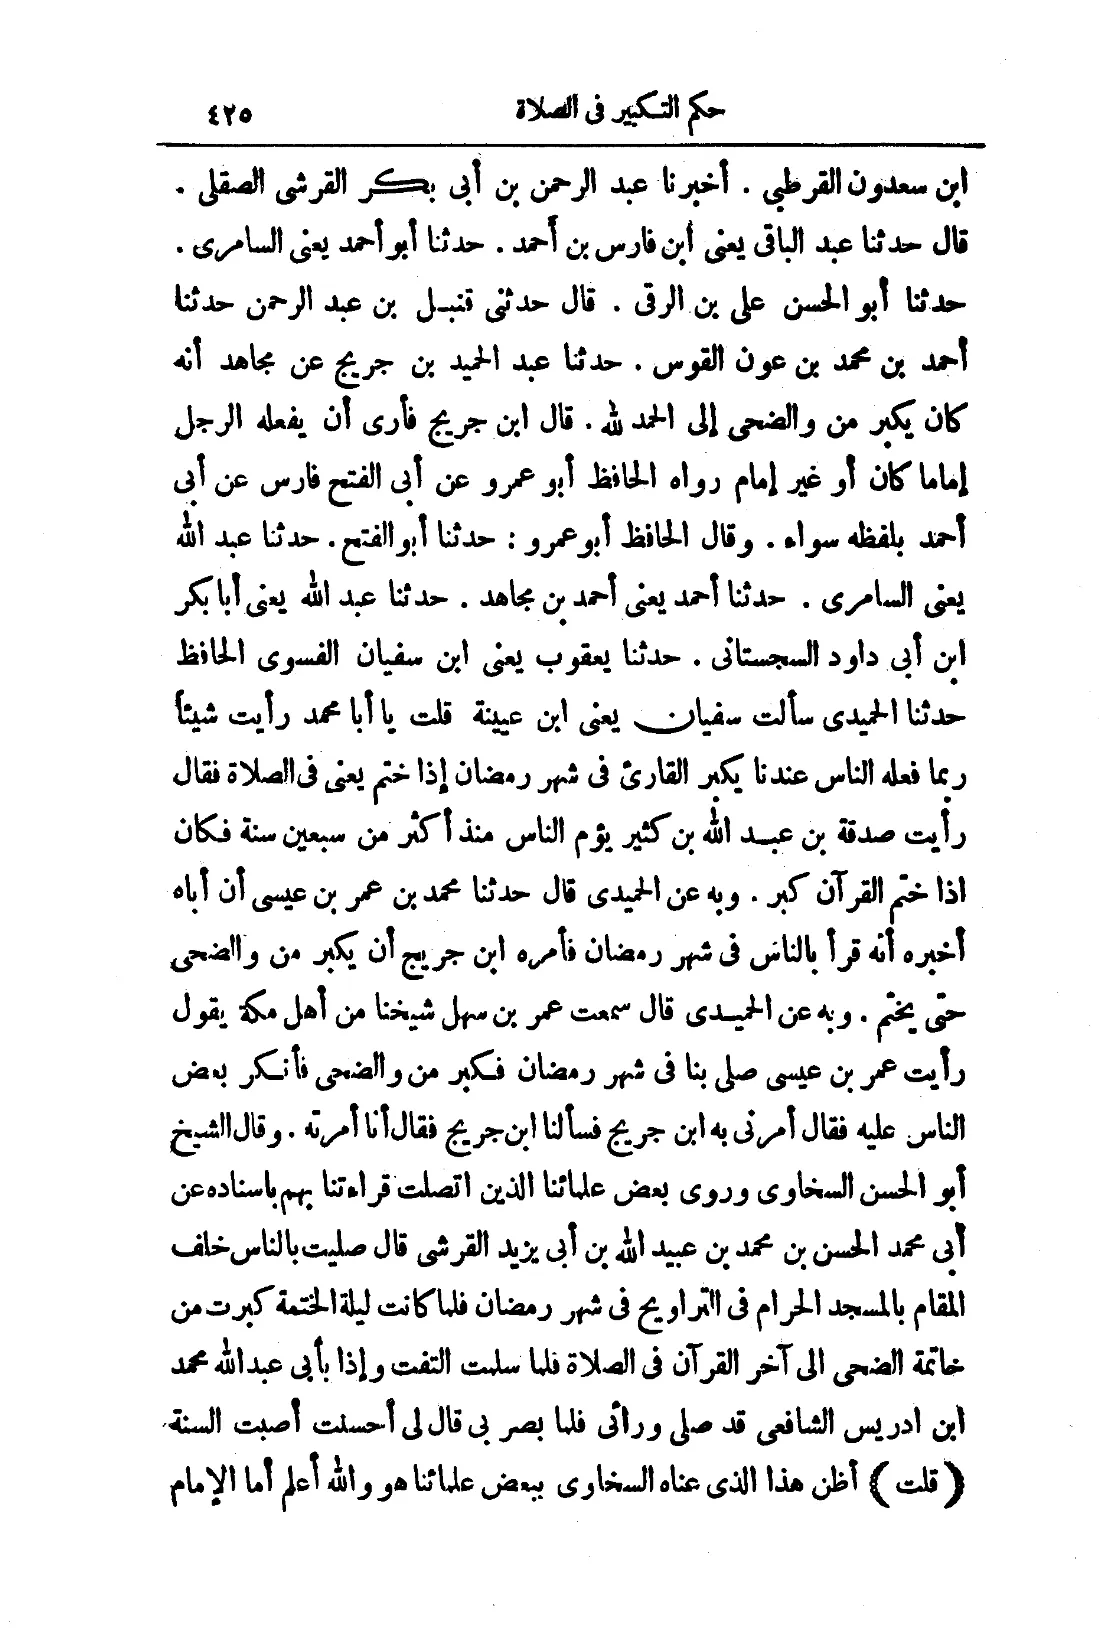 حكم التكبير فى الصلاة ٤٢٥
ابن سعدون القرطبي . أخبرنا عبد الرحمن بن أبى بكر القرشى الصقلى .
قال حدثنا عبد الباقى يعنى ابن فارس بن أحمد . حدثنا أبو أحمد يعنى السامرى .
حدثنا أبو الحسن على بن الرقى . قال حدثنى قنبل بن عبد الرحمن حدثنا
أحمد بن محمد بن عون القوس . حدثنا عبد الحميد بن جريج عن مجاهد أنه
كان يكبر من والضحى إلى الحمد لله . قال ابن جريج فأرى أن يفعله الرجل
إماما كان أو غير إمام رواه الحافظ أبو عمرو عن أبى الفتح فارس عن أبى
أحمد بلفظه سواء . وقال الحافظ أبو عمرو : حدثنا أبو الفتح . حدثنا عبد الله
يعنى السامرى . حدثنا أحمد يعنى أحمد بن مجاهد . حدثنا عبد الله يعنى أبا بكر
ابن أبى داود السجستانى . حدثنا يعقوب يعنى ابن سفيان الفسوى الحافظ
حدثنا الحميدى سألت سفيان يعنى ابن عيينة قلت يا أبا محمد رأيت شيئاً
ربما فعله الناس عندنا يكبر القارئ فى شهر رمضان إذا ختم يعنى فى الصلاة فقال
رأيت صدقة بن عبد الله بن كثير يؤم الناس منذ أكثر من سبعين سنة فكان
اذا ختم القرآن كبر . وبه عن الحميدى قال حدثنا محمد بن عمر بن عيسى أن أباه
أخبره أنه قرأ بالناس فى شهر رمضان فأمره ابن جريج أن يكبر من والضحى
حتى يختم . وبه عن الحميدى قال سمعت عمر بن سهل شيخنا من أهل مكة يقول
رأيت عمر بن عيسى صلى بنا فى شهر رمضان فكبر من والضحى فأنكر بعض
الناس عليه فقال أمرنى به ابن جريج فسألنا ابن جريج فقال أنا أمرته . وقال الشيخ
أبو الحسن السخاوى وروى بعض علمائنا الذين اتصلت قراءتنا بهم باسناده عن
أبى محمد الحسن بن محمد بن عبيد الله بن أبى يزيد القرشى قال صليت بالناس خلف
المقام بالمسجد الحرام فى التراويح فى شهر رمضان فلما كانت ليلة الختمة كبرت من
خاتمة الضحى الى آخر القرآن فى الصلاة فلما سلمت التفت وإذا بأبى عبد الله محمد
ابن ادريس الشافعى قد صلى ورائى فلما بصر بى قال لى أحسنت أصبت السنة
( قلت ) أظن هذا الذى عناه السخاوى ببعض علمائنا هو والله أعلم أما الإمام